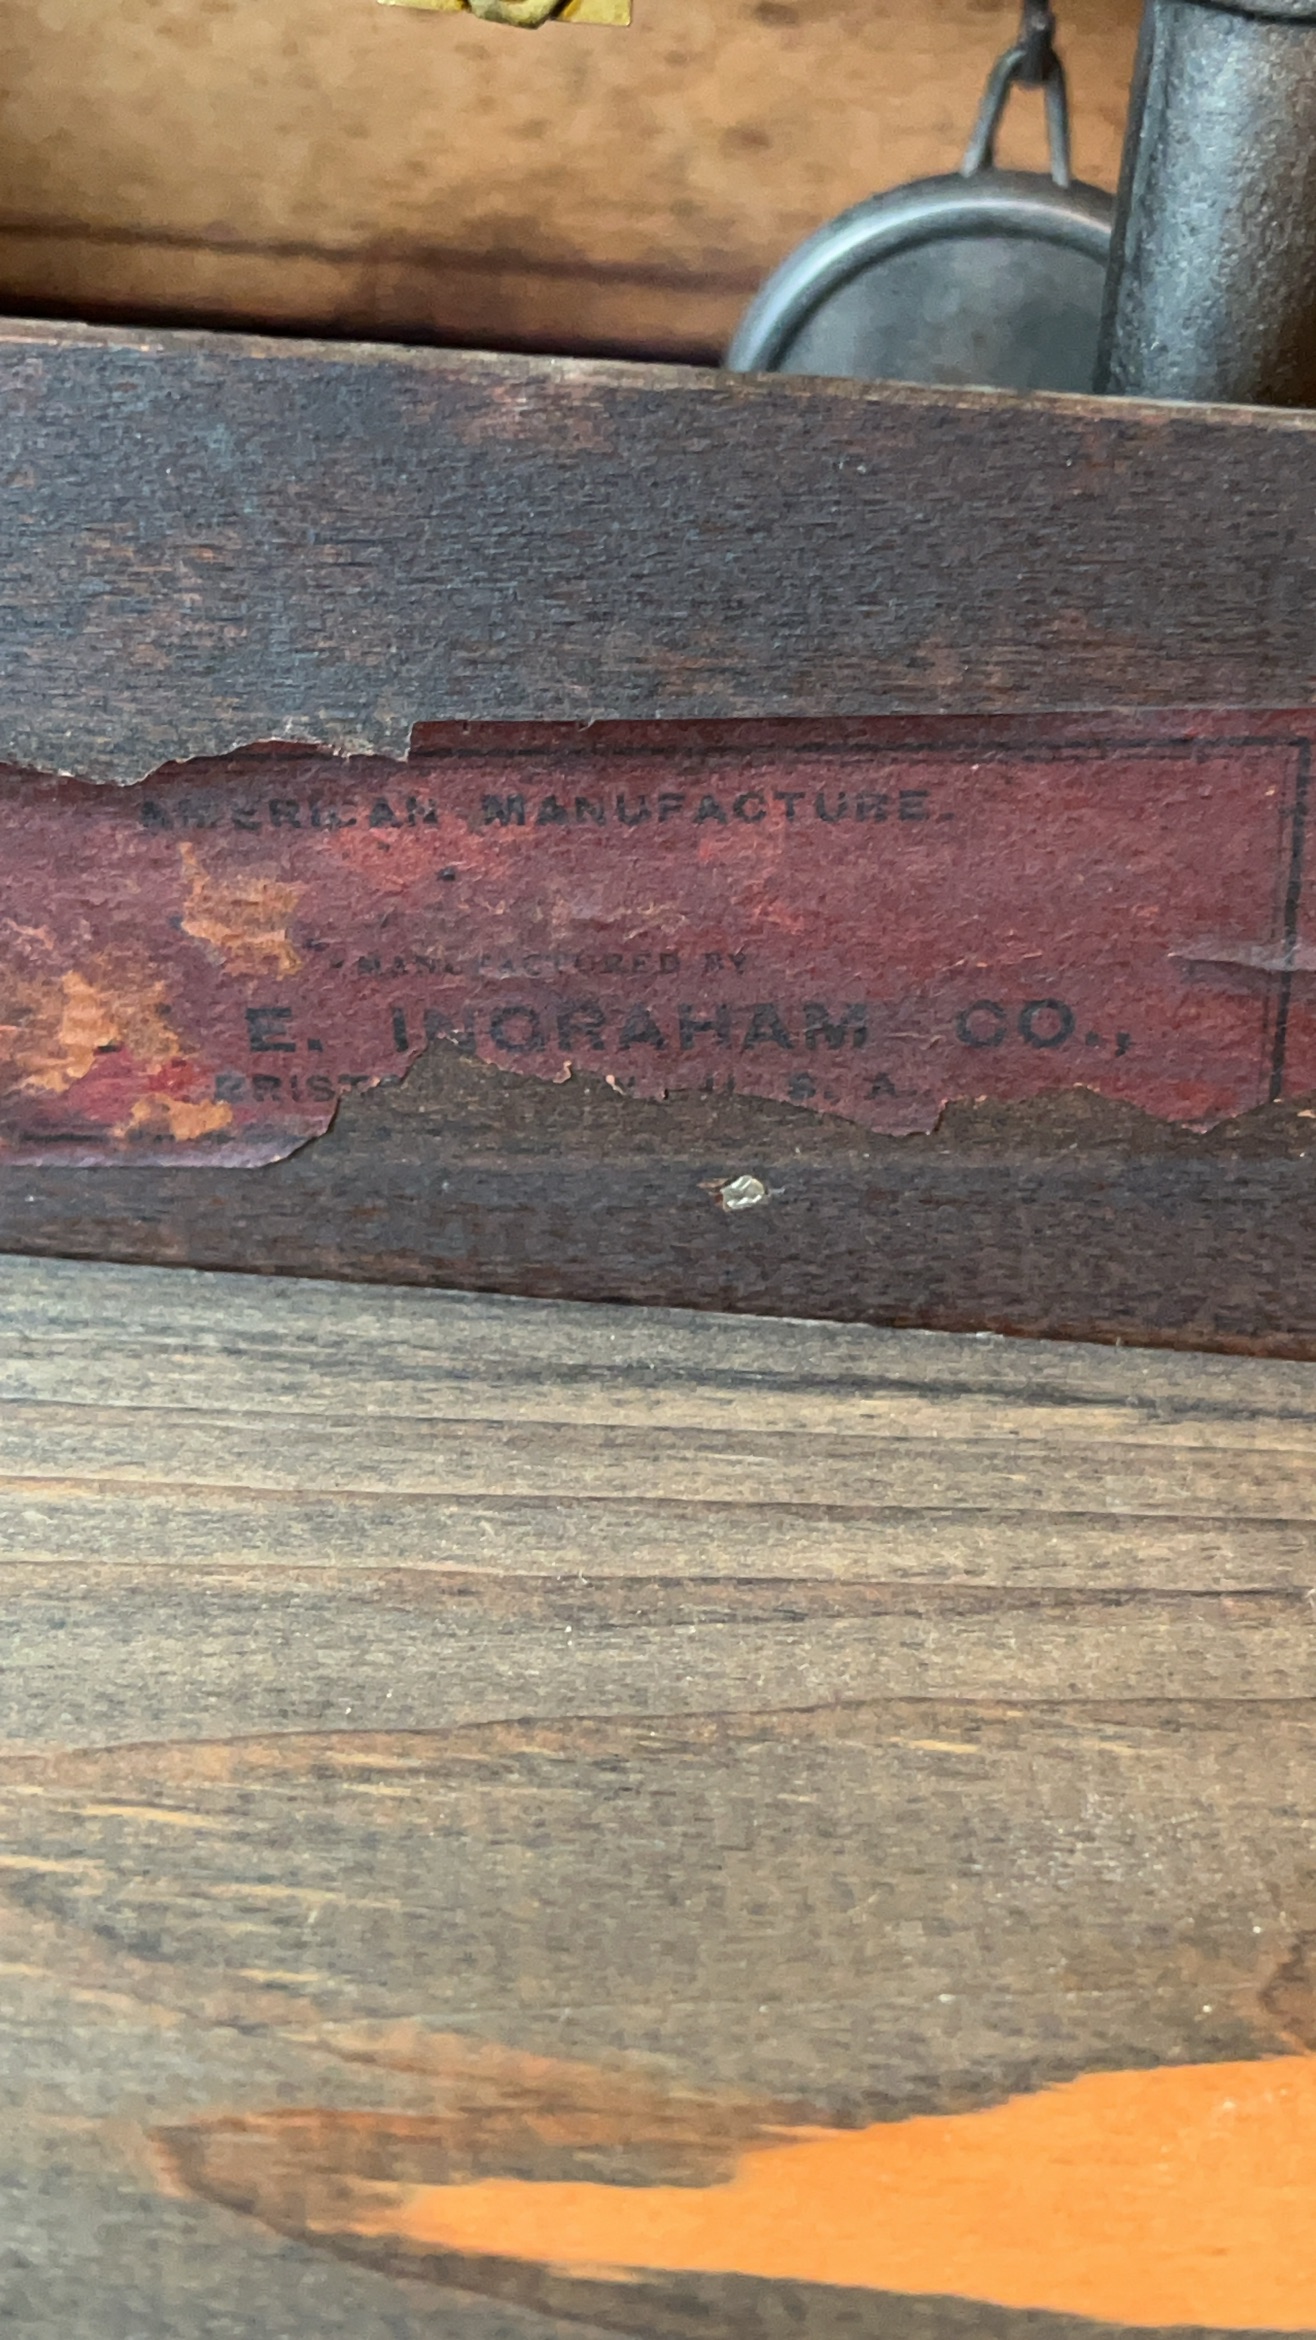 AMERICAN MANUFACTURE.
MANUFACTURED BY
E. INGRAHAM CO.,
U. S. A.